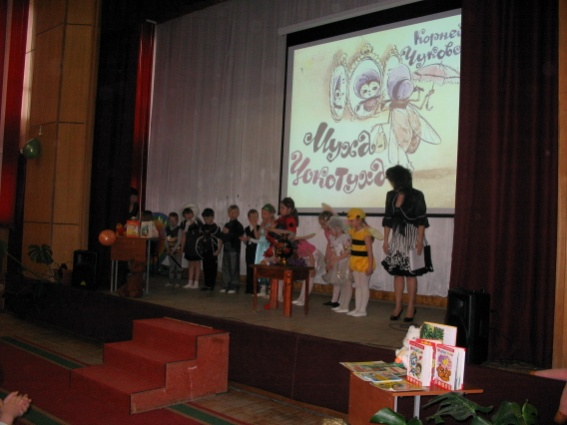 Корней
Чуковс
Муха
Цокотуха